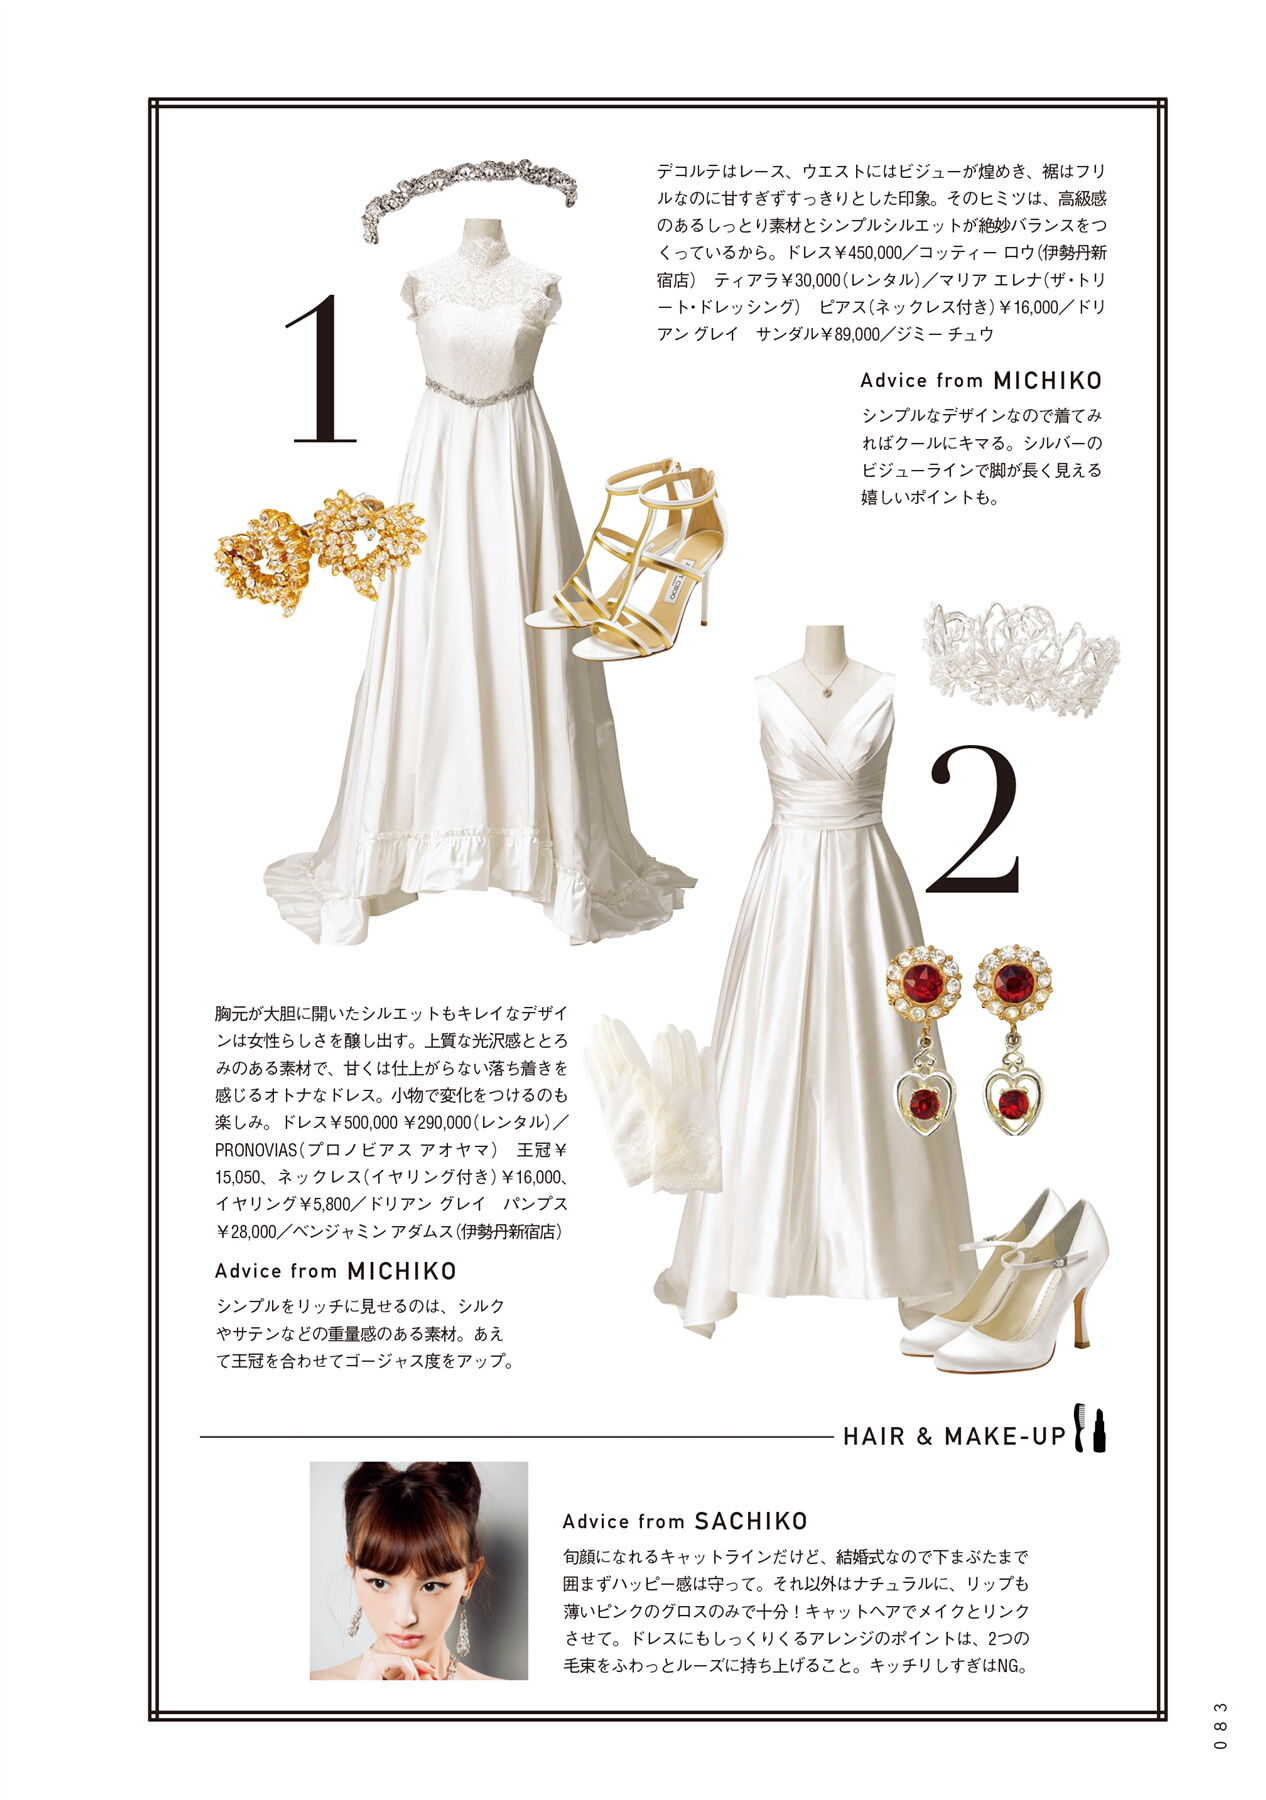 デコルテはレース、ウエストにはビジューが煌めき、裾はフリ
ルなのに甘すぎずすっきりとした印象。そのヒミツは、高級感
のあるしっとり素材とシンプルシルエットが絶妙バランスをつ
くっているから。ドレス￥450,000／コッティー ロウ（伊勢丹新
宿店）　ティアラ￥30,000（レンタル）／マリア エレナ（ザ・トリ
ート・ドレッシング）　ピアス（ネックレス付き）￥16,000／ドリ
アン グレイ　サンダル￥89,000／ジミー チュウ
1
Advice from MICHIKO
シンプルなデザインなので着てみ
ればクールにキマる。シルバーの
ビジューラインで脚が長く見える
嬉しいポイントも。
2
胸元が大胆に開いたシルエットもキレイなデザイ
ンは女性らしさを醸し出す。上質な光沢感ととろ
みのある素材で、甘くは仕上がらない落ち着きを
感じるオトナなドレス。小物で変化をつけるのも
楽しみ。ドレス￥500,000 ￥290,000（レンタル）／
PRONOVIAS（プロノビアス アオヤマ）　王冠￥
15,050、ネックレス（イヤリング付き）￥16,000、
イヤリング￥5,800／ドリアン グレイ　パンプス
￥28,000／ベンジャミン アダムス（伊勢丹新宿店）
Advice from MICHIKO
シンプルをリッチに見せるのは、シルク
やサテンなどの重量感のある素材。あえ
て王冠を合わせてゴージャス度をアップ。
HAIR & MAKE-UP
Advice from SACHIKO
旬顔になれるキャットラインだけど、結婚式なので下まぶたまで
囲まずハッピー感は守って。それ以外はナチュラルに、リップも
薄いピンクのグロスのみで十分！キャットヘアでメイクとリンク
させて。ドレスにもしっくりくるアレンジのポイントは、2つの
毛束をふわっとルーズに持ち上げること。キッチリしすぎはNG。
083